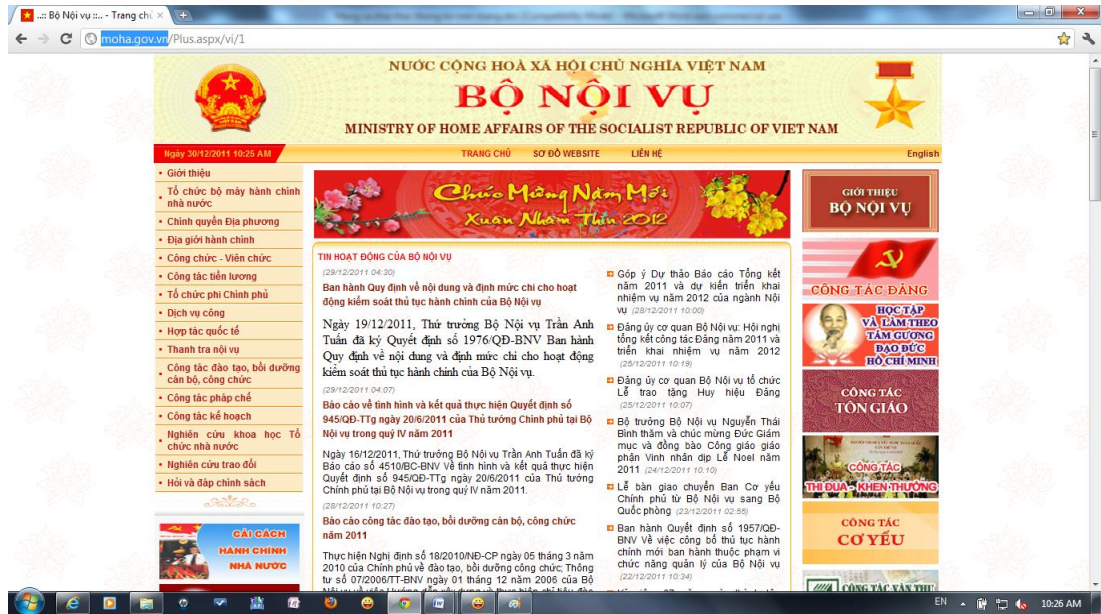 ..:: Bộ Nội vụ ::.. - Trang chủ
moha.gov.vn/Plus.aspx/vi/1
NƯỚC CỘNG HOÀ XÃ HỘI CHỦ NGHĨA VIỆT NAM
BỘ NỘI VỤ
MINISTRY OF HOME AFFAIRS OF THE SOCIALIST REPUBLIC OF VIET NAM
Ngày 30/12/2011 10:25 AM
TRANG CHỦ SƠ ĐỒ WEBSITE LIÊN HỆ English
Giới thiệu
Tổ chức bộ máy hành chính
nhà nước
Chính quyền Địa phương
Địa giới hành chính
Công chức - Viên chức
Công tác tiền lương
Tổ chức phi Chính phủ
Dịch vụ công
Hợp tác quốc tế
Thanh tra nội vụ
Công tác đào tạo, bồi dưỡng
cán bộ, công chức
Công tác pháp chế
Công tác kế hoạch
Nghiên cứu khoa học Tổ
chức nhà nước
Nghiên cứu trao đổi
Hỏi và đáp chính sách
CẢI CÁCH
HÀNH CHÍNH
NHÀ NƯỚC
Chúc Mừng Năm Mới
Xuân Nhâm Thìn 2012
TIN HOẠT ĐỘNG CỦA BỘ NỘI VỤ
(29/12/2011 04:30)
Ban hành Quy định về nội dung và định mức chi cho hoạt
động kiểm soát thủ tục hành chính của Bộ Nội vụ
Ngày 19/12/2011, Thứ trưởng Bộ Nội vụ Trần Anh
Tuấn đã ký Quyết định số 1976/QĐ-BNV Ban hành
Quy định về nội dung và định mức chi cho hoạt động
kiểm soát thủ tục hành chính của Bộ Nội vụ.
(29/12/2011 04:07)
Báo cáo về tình hình và kết quả thực hiện Quyết định số
945/QĐ-TTg ngày 20/6/2011 của Thủ tướng Chính phủ tại Bộ
Nội vụ trong quý IV năm 2011
Ngày 16/12/2011, Thứ trưởng Bộ Nội vụ Trần Anh Tuấn đã ký
Báo cáo số 4510/BC-BNV Về tình hình và kết quả thực hiện
Quyết định số 945/QĐ-TTg ngày 20/6/2011 của Thủ tướng
Chính phủ tại Bộ Nội vụ trong quý IV năm 2011.
(28/12/2011 10:27)
Báo cáo công tác đào tạo, bồi dưỡng cán bộ, công chức
năm 2011
Thực hiện Nghị định số 18/2010/NĐ-CP ngày 05 tháng 3 năm
2010 của Chính phủ về đào tạo, bồi dưỡng công chức; Thông
tư số 07/2006/TT-BNV ngày 01 tháng 12 năm 2006 của Bộ
Góp ý Dự thảo Báo cáo Tổng kết
năm 2011 và dự kiến triển khai
nhiệm vụ năm 2012 của ngành Nội
vụ (28/12/2011 10:00)
Đảng ủy cơ quan Bộ Nội vụ: Hội nghị
tổng kết công tác Đảng năm 2011 và
triển khai nhiệm vụ năm 2012
(25/12/2011 10:19)
Đảng ủy cơ quan Bộ Nội vụ tổ chức
Lễ trao tặng Huy hiệu Đảng
(25/12/2011 10:07)
Bộ trưởng Bộ Nội vụ Nguyễn Thái
Bình thăm và chúc mừng Đức Giám
mục và đồng bào Công giáo giáo
phận Vinh nhân dịp Lễ Noel năm
2011 (24/12/2011 10:10)
Lễ bàn giao chuyển Ban Cơ yếu
Chính phủ từ Bộ Nội vụ sang Bộ
Quốc phòng (23/12/2011 02:56)
Ban hành Quyết định số 1957/QĐ-
BNV Về việc công bố thủ tục hành
chính mới ban hành thuộc phạm vi
chức năng quản lý của Bộ Nội vụ
(22/12/2011 10:34)
GIỚI THIỆU
BỘ NỘI VỤ
CÔNG TÁC ĐẢNG
HỌC TẬP
VÀ LÀM THEO
TẤM GƯƠNG
ĐẠO ĐỨC
HỒ CHÍ MINH
CÔNG TÁC
TÔN GIÁO
CÔNG TÁC
THI ĐUA - KHEN THƯỞNG
CÔNG TÁC
CƠ YẾU
CÔNG TÁC VĂN THƯ
EN
10:26 AM